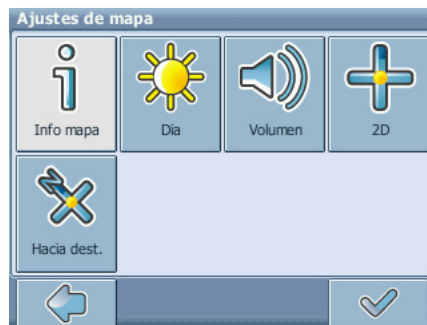 Ajustes de mapa
Info mapa
Dia
Volumen
2D
Hacia dest.